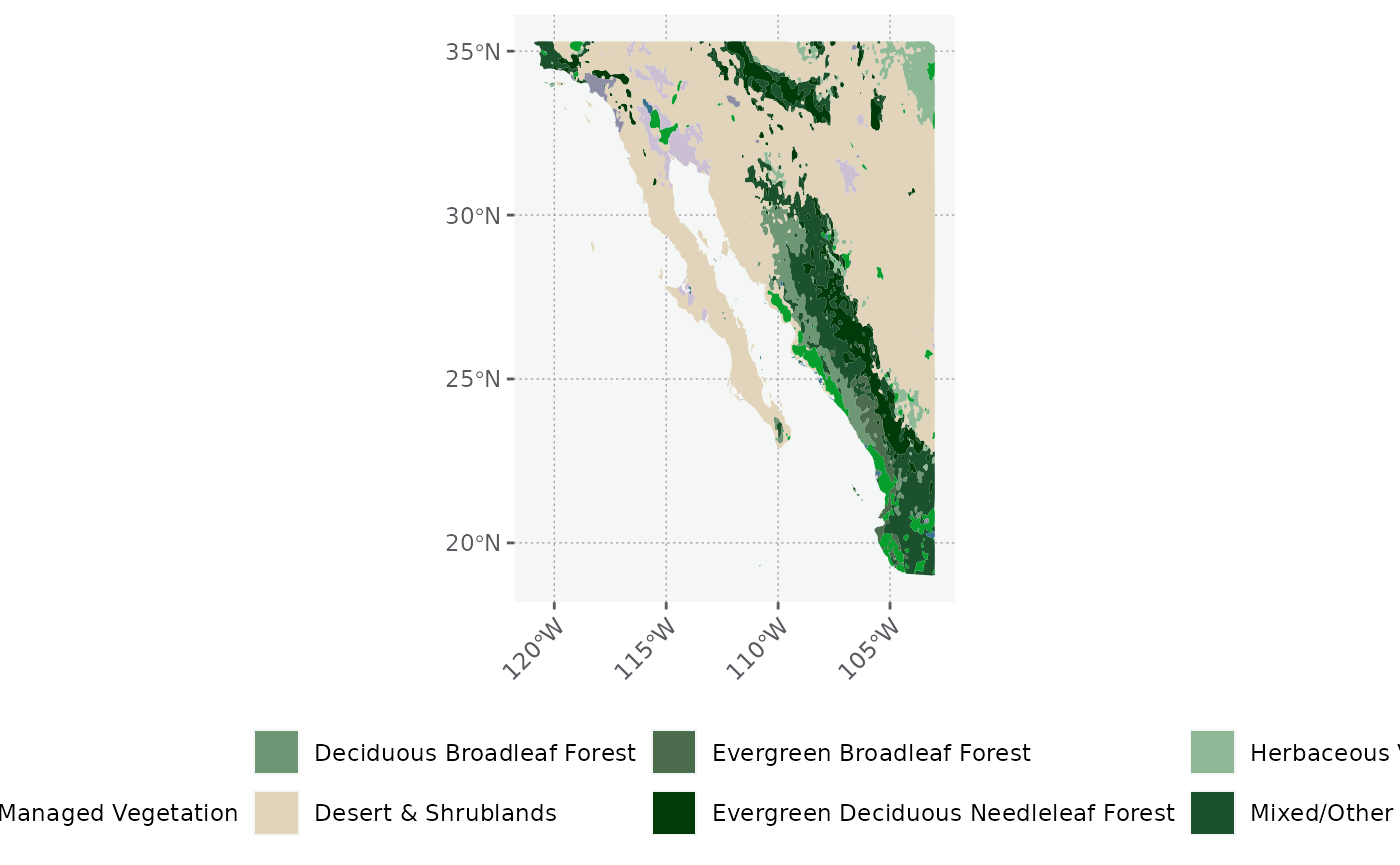 35°N
30°N
25°N
20°N
120°W
115°W
110°W
105°W
Deciduous Broadleaf Forest
Evergreen Broadleaf Forest
Herbaceous
Managed Vegetation
Desert & Shrublands
Evergreen Deciduous Needleleaf Forest
Mixed/Other